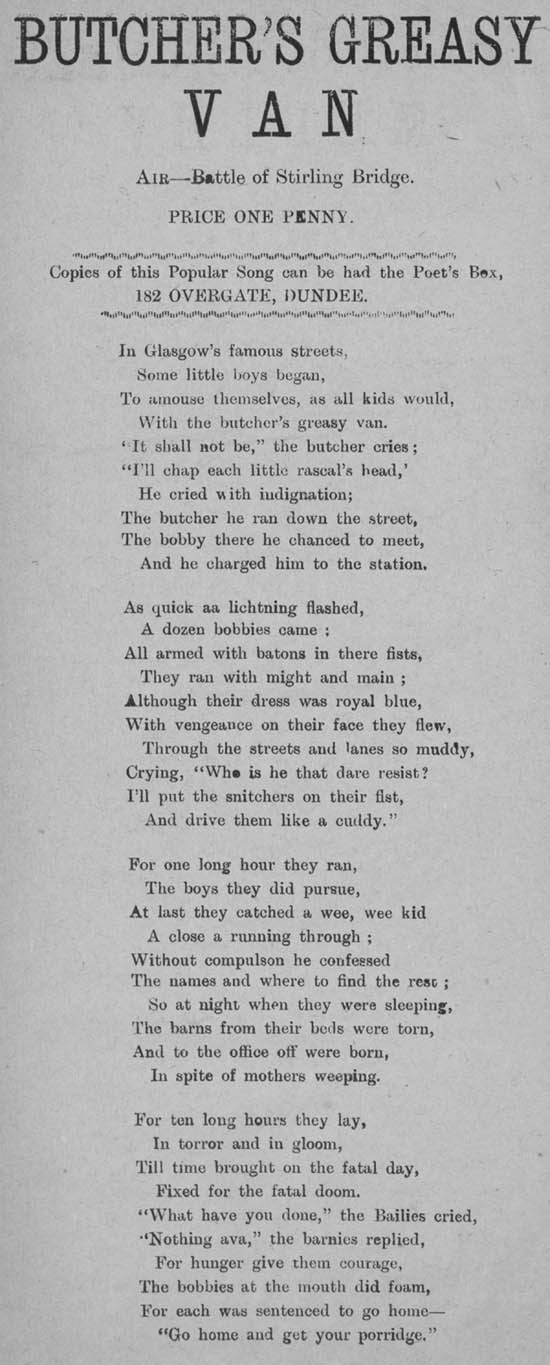 BUTCHER'S GREASY
VAN
AIR—Battle of Stirling Bridge.
PRICE ONE PENNY.
Copies of this Popular Song can be had the Poet's Box,
182 OVERGATE, DUNDEE.
In Glasgow's famous streets,
Some little boys began,
To amouse themselves, as all kids would,
With the butcher's greasy van.
"It shall not be," the butcher cries;
"I'll chap each little rascal's head,'
He cried with indignation;
The butcher he ran down the street,
The bobby there he chanced to meet,
And he charged him to the station.
As quick aa lichtning flashed,
A dozen bobbies came ;
All armed with batons in there fists,
They ran with might and main ;
Although their dress was royal blue,
With vengeance on their face they flew,
Through the streets and lanes so muddy,
Crying, "Who is he that dare resist?
I'll put the snitchers on their fist,
And drive them like a cuddy."
For one long hour they ran,
The boys they did pursue,
At last they catched a wee, wee kid
A close a running through ;
Without compulson he confessed
The names and where to find the rest ;
So at night when they were sleeping,
The barns from their beds were torn,
And to the office off were born,
In spite of mothers weeping.
For ten long hours they lay,
In torror and in gloom,
Till time brought on the fatal day,
Fixed for the fatal doom.
"What have you done," the Bailies cried,
"Nothing ava," the barnies replied,
For hunger give them courage,
The bobbies at the mouth did foam,
For each was sentenced to go home—
"Go home and get your porridge."